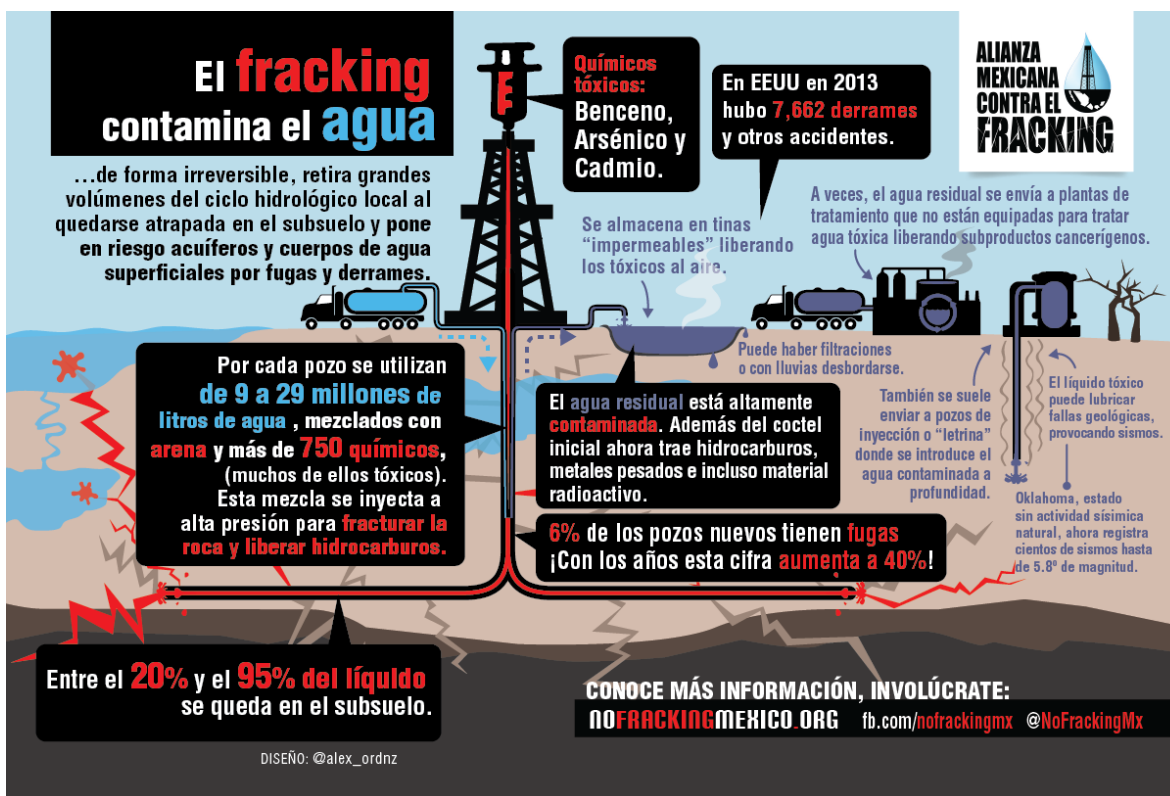 El fracking
contamina el agua
...de forma irreversible, retira grandes
volúmenes del ciclo hidrológico local al
quedarse atrapada en el subsuelo y pone
en riesgo acuíferos y cuerpos de agua
superficiales por fugas y derrames.
Químicos
tóxicos:
Benceno,
Arsénico y
Cadmio.
En EEUU en 2013
hubo 7,662 derrames
y otros accidentes.
ALIANZA
MEXICANA
CONTRA EL
FRACKING
Se almacena en tinas
“impermeables” liberando
los tóxicos al aire.
A veces, el agua residual se envía a plantas de
tratamiento que no están equipadas para tratar
agua tóxica liberando subproductos cancerígenos.
Por cada pozo se utilizan
de 9 a 29 millones de
litros de agua , mezclados con
arena y más de 750 químicos,
(muchos de ellos tóxicos).
Esta mezcla se inyecta a
alta presión para fracturar la
roca y liberar hidrocarburos.
Puede haber filtraciones
o con lluvias desbordarse.
El agua residual está altamente
contaminada. Además del coctel
inicial ahora trae hidrocarburos,
metales pesados e incluso material
radioactivo.
También se suele
enviar a pozos de
inyección o “letrina”
donde se introduce el
agua contaminada a
profundidad.
El líquido tóxico
puede lubricar
fallas geológicas,
provocando sismos.
Oklahoma, estado
sin actividad sísimica
natural, ahora registra
cientos de sismos hasta
de 5.8º de magnitud.
6% de los pozos nuevos tienen fugas
¡Con los años esta cifra aumenta a 40%!
Entre el 20% y el 95% del líquido
se queda en el subsuelo.
CONOCE MÁS INFORMACIÓN, INVOLÚCRATE:
NOFRACKINGMEXICO.ORG fb.com/nofrackingmx @NoFrackingMx
DISEÑO: @alex_ordnz